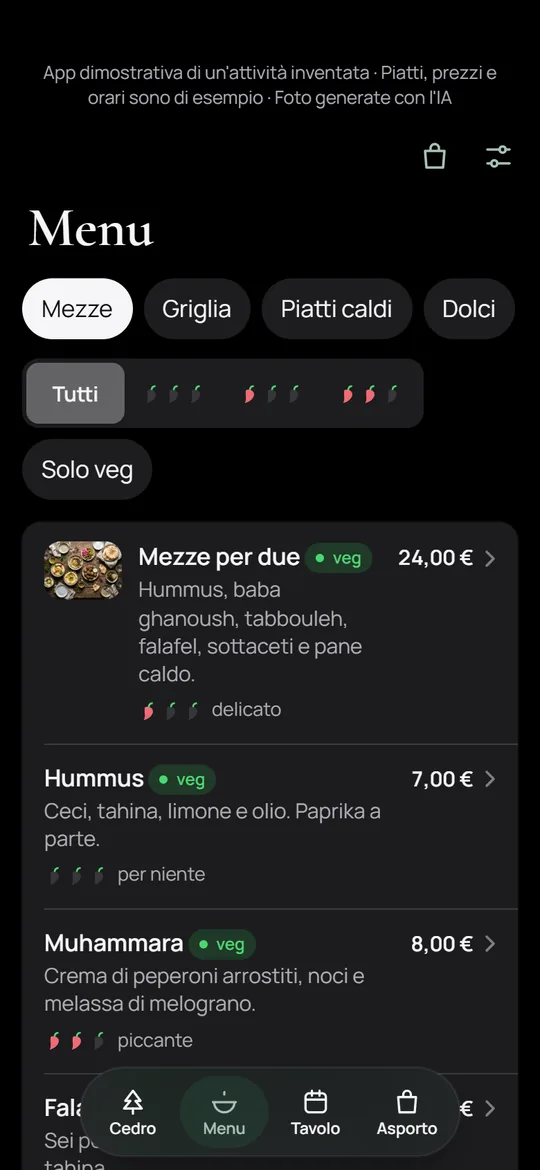 App dimostrativa di un'attività inventata · Piatti, prezzi e
orari sono di esempio · Foto generate con l'IA
Menu
Mezze
Griglia
Piatti caldi
Dolci
Tutti
Solo veg
Mezze per due
veg
24,00 €
Hummus, baba
ghanoush, tabbouleh,
falafel, sottaceti e pane
caldo.
delicato
Hummus
veg
7,00 €
Ceci, tahina, limone e olio. Paprika a
parte.
per niente
Muhammara
veg
8,00 €
Crema di peperoni arrostiti, noci e
melassa di melograno.
piccante
€
Sei
tahina
Cedro
Menu
Tavolo
Asporto